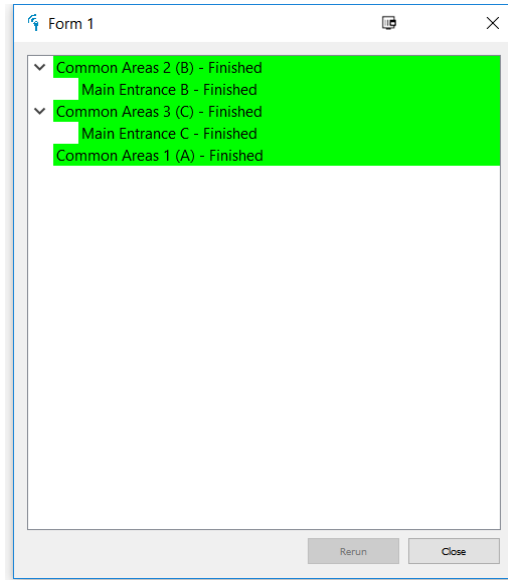 Form 1
Common Areas 2 (B) - Finished
Main Entrance B - Finished
Common Areas 3 (C) - Finished
Main Entrance C - Finished
Common Areas 1 (A) - Finished
Rerun
Close